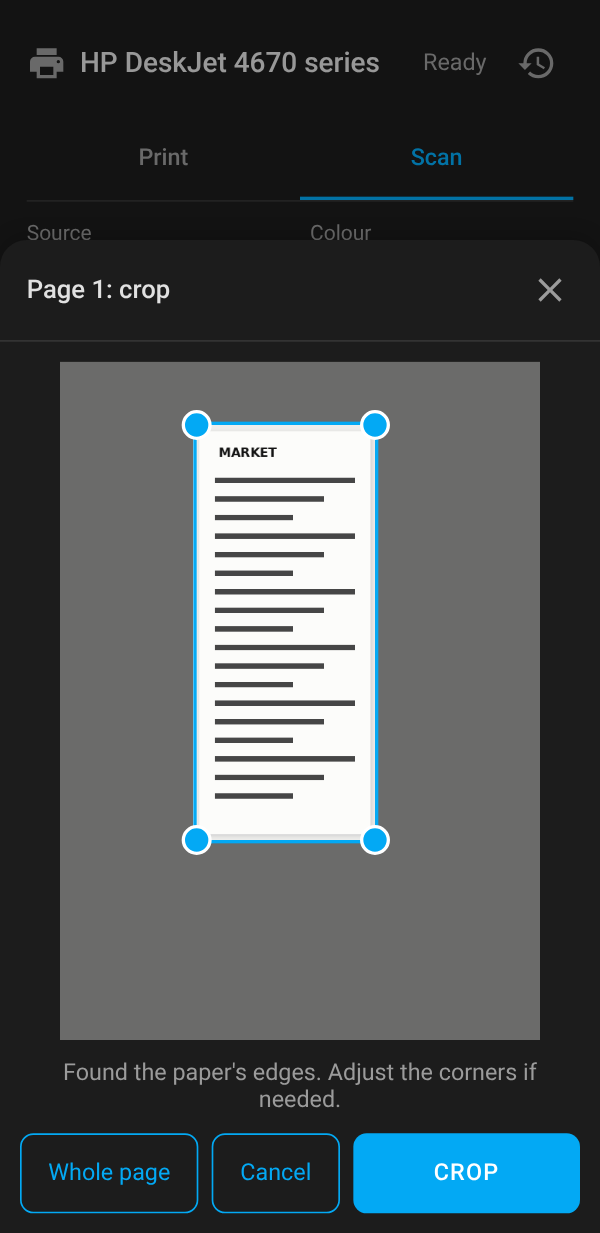 HP DeskJet 4670 series
Ready
Print
Scan
Source
Colour
Page 1: crop
MARKET
Found the paper's edges. Adjust the corners if
needed.
Whole page
Cancel
CROP